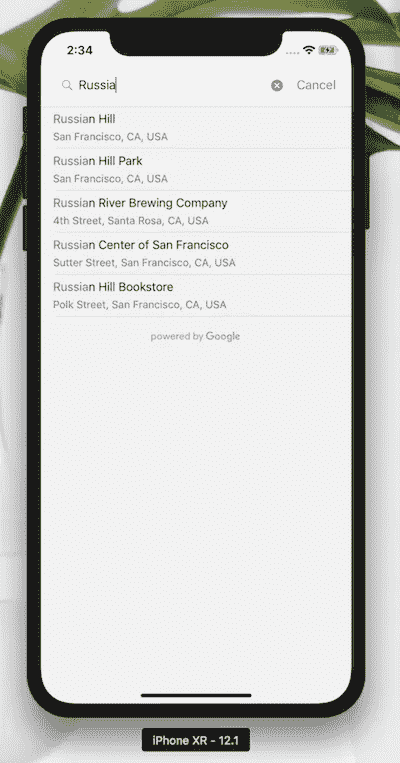 2:34
Russia Cancel
Russian Hill
San Francisco, CA, USA
Russian Hill Park
San Francisco, CA, USA
Russian River Brewing Company
4th Street, Santa Rosa, CA, USA
Russian Center of San Francisco
Sutter Street, San Francisco, CA, USA
Russian Hill Bookstore
Polk Street, San Francisco, CA, USA
powered by Google
iPhone XR - 12.1